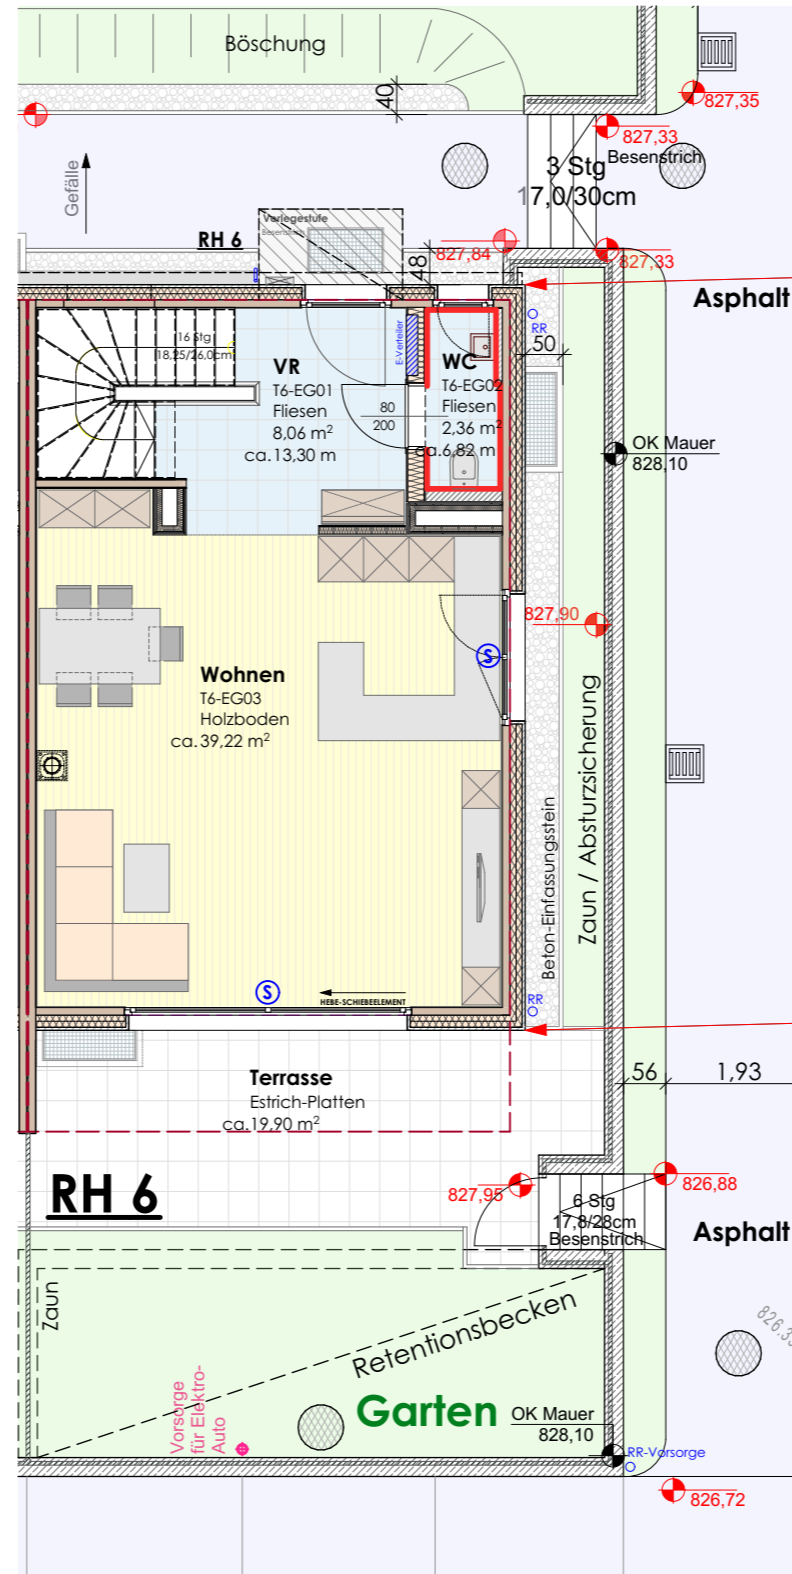 Böschung
40
827,35
827,33
Besenstrich
3 Stg
17,0/30cm
Gefälle
Vorlegestufe
Besenstrich
RH 6
827,84
48
827,33
Asphalt
RR
50
16 Stg
18,25/26,0cm
E-Verteiler
VR
T6-EG01
Fliesen
8,06 m²
ca.13,30 m
80
200
WC
T6-EG02
Fliesen
2,36 m²
ca.6,82 m
OK Mauer
828,10
827,90
S
Wohnen
T6-EG03
Holzboden
ca.39,22 m²
Zaun / Absturzsicherung
Beton-Einfassungsstein
S
HEBE-SCHIEBEELEMENT
RR
Terrasse
Estrich-Platten
ca.19,90 m²
56
1,93
RH 6
827,95
826,88
6 Stg
17,8/28cm
Besenstrich
Asphalt
Zaun
Retentionsbecken
Vorsorge
für Elektro-
Auto
Garten
OK Mauer
828,10
RR-Vorsorge
826,72